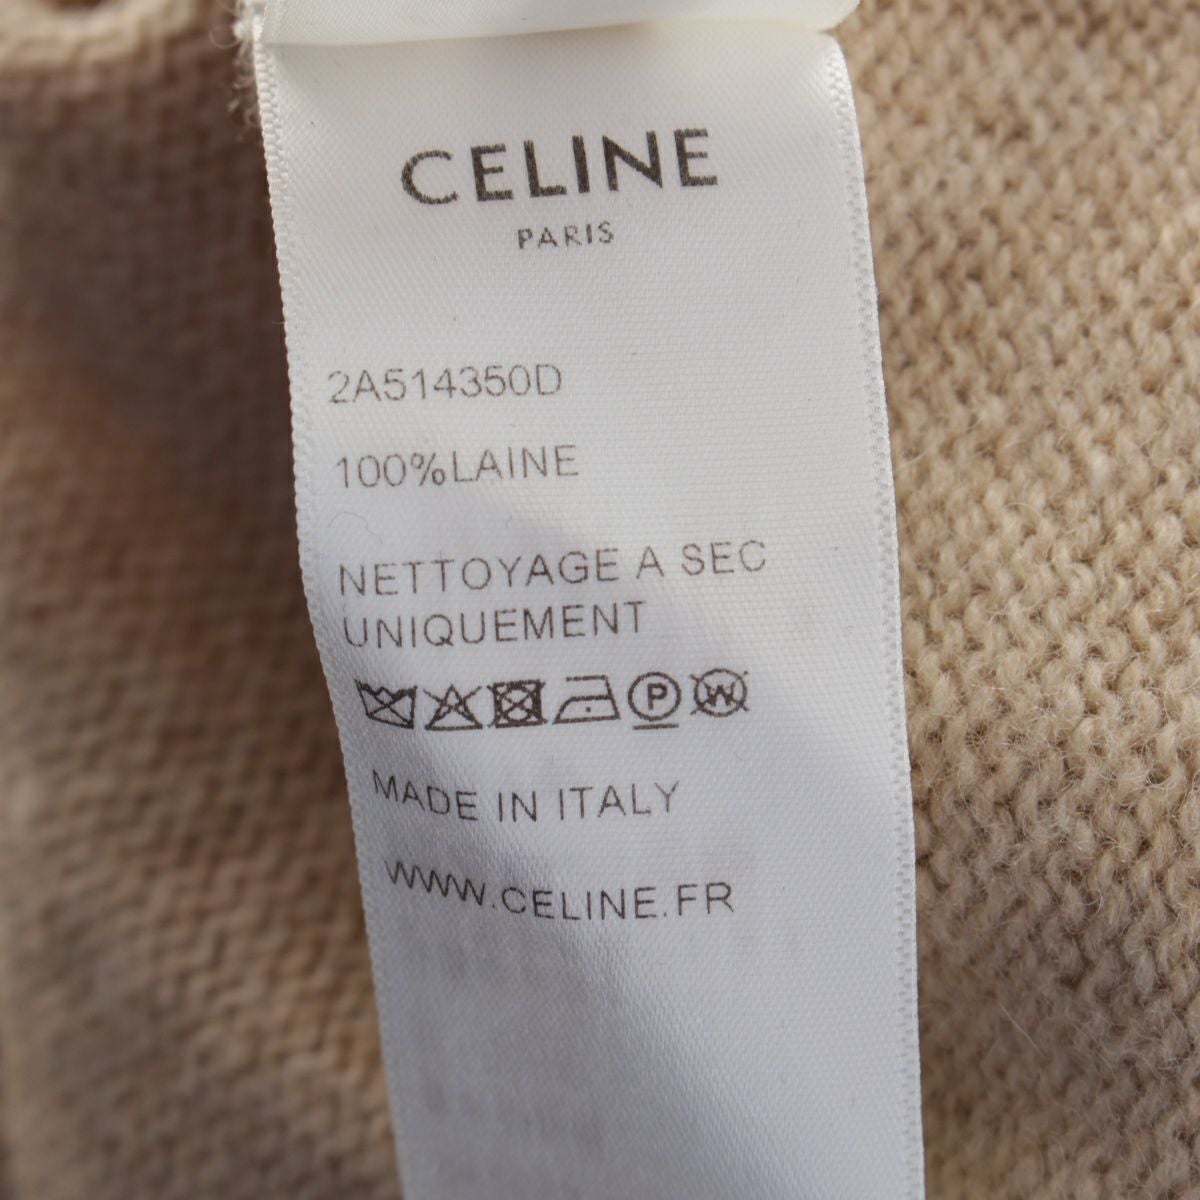 CELINE
PARIS
2A514350D
100%LAINE
NETTOYAGE A SEC
UNIQUEMENT
P W
MADE IN ITALY
WWW.CELINE.FR